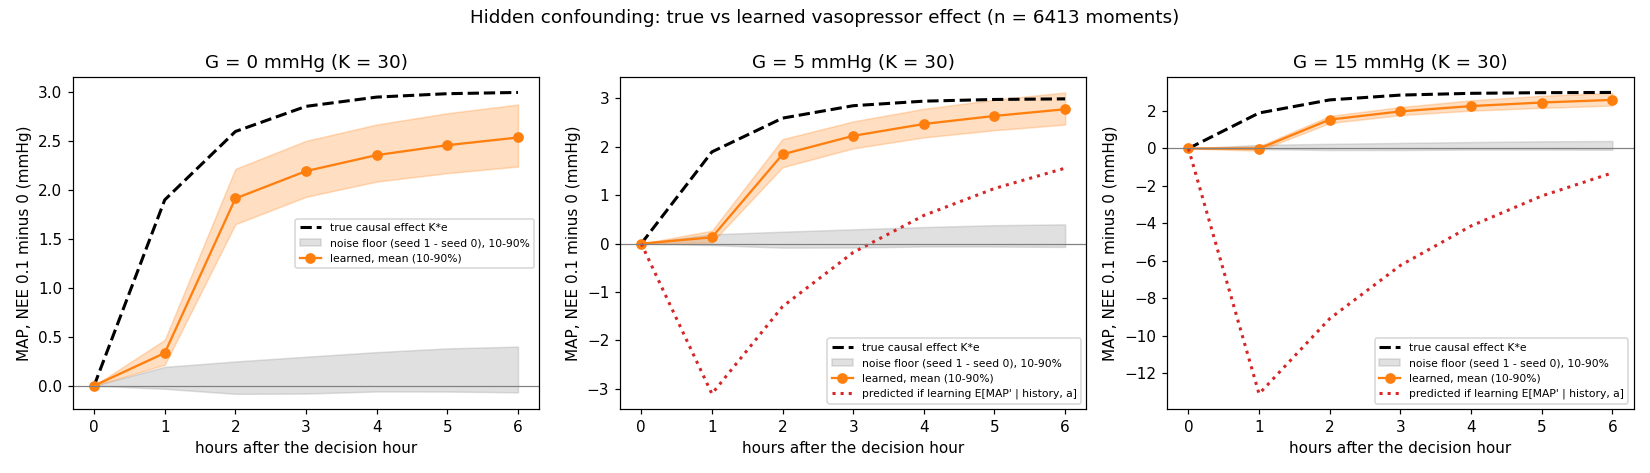 Hidden confounding: true vs learned vasopressor effect (n = 6413 moments)
G = 0 mmHg (K = 30)
MAP, NEE 0.1 minus 0 (mmHg)
3.0
2.5
2.0
1.5
1.0
0.5
0.0
true causal effect K*e
noise floor (seed 1 - seed 0), 10-90%
learned, mean (10-90%)
0 1 2 3 4 5 6
hours after the decision hour
G = 5 mmHg (K = 30)
MAP, NEE 0.1 minus 0 (mmHg)
3
2
1
0
−1
−2
−3
true causal effect K*e
noise floor (seed 1 - seed 0), 10-90%
learned, mean (10-90%)
predicted if learning E[MAP' | history, a]
0 1 2 3 4 5 6
hours after the decision hour
G = 15 mmHg (K = 30)
MAP, NEE 0.1 minus 0 (mmHg)
2
0
−2
−4
−6
−8
−10
−12
true causal effect K*e
noise floor (seed 1 - seed 0), 10-90%
learned, mean (10-90%)
predicted if learning E[MAP' | history, a]
0 1 2 3 4 5 6
hours after the decision hour